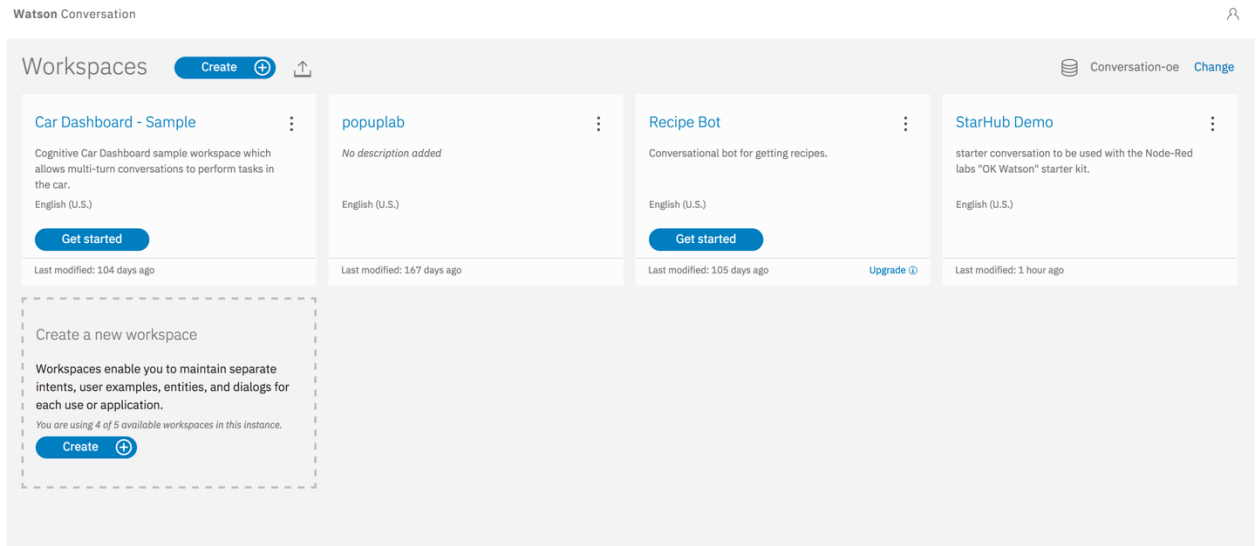 Watson Conversation
Workspaces
Create
Conversation-oe
Change
Car Dashboard - Sample
Cognitive Car Dashboard sample workspace which
allows multi-turn conversations to perform tasks in
the car.
English (U.S.)
Get started
Last modified: 104 days ago
popuplab
No description added
English (U.S.)
Last modified: 167 days ago
Recipe Bot
Conversational bot for getting recipes.
English (U.S.)
Get started
Last modified: 105 days ago
Upgrade
StarHub Demo
starter conversation to be used with the Node-Red
labs "OK Watson" starter kit.
English (U.S.)
Last modified: 1 hour ago
Create a new workspace
Workspaces enable you to maintain separate
intents, user examples, entities, and dialogs for
each use or application.
You are using 4 of 5 available workspaces in this instance.
Create